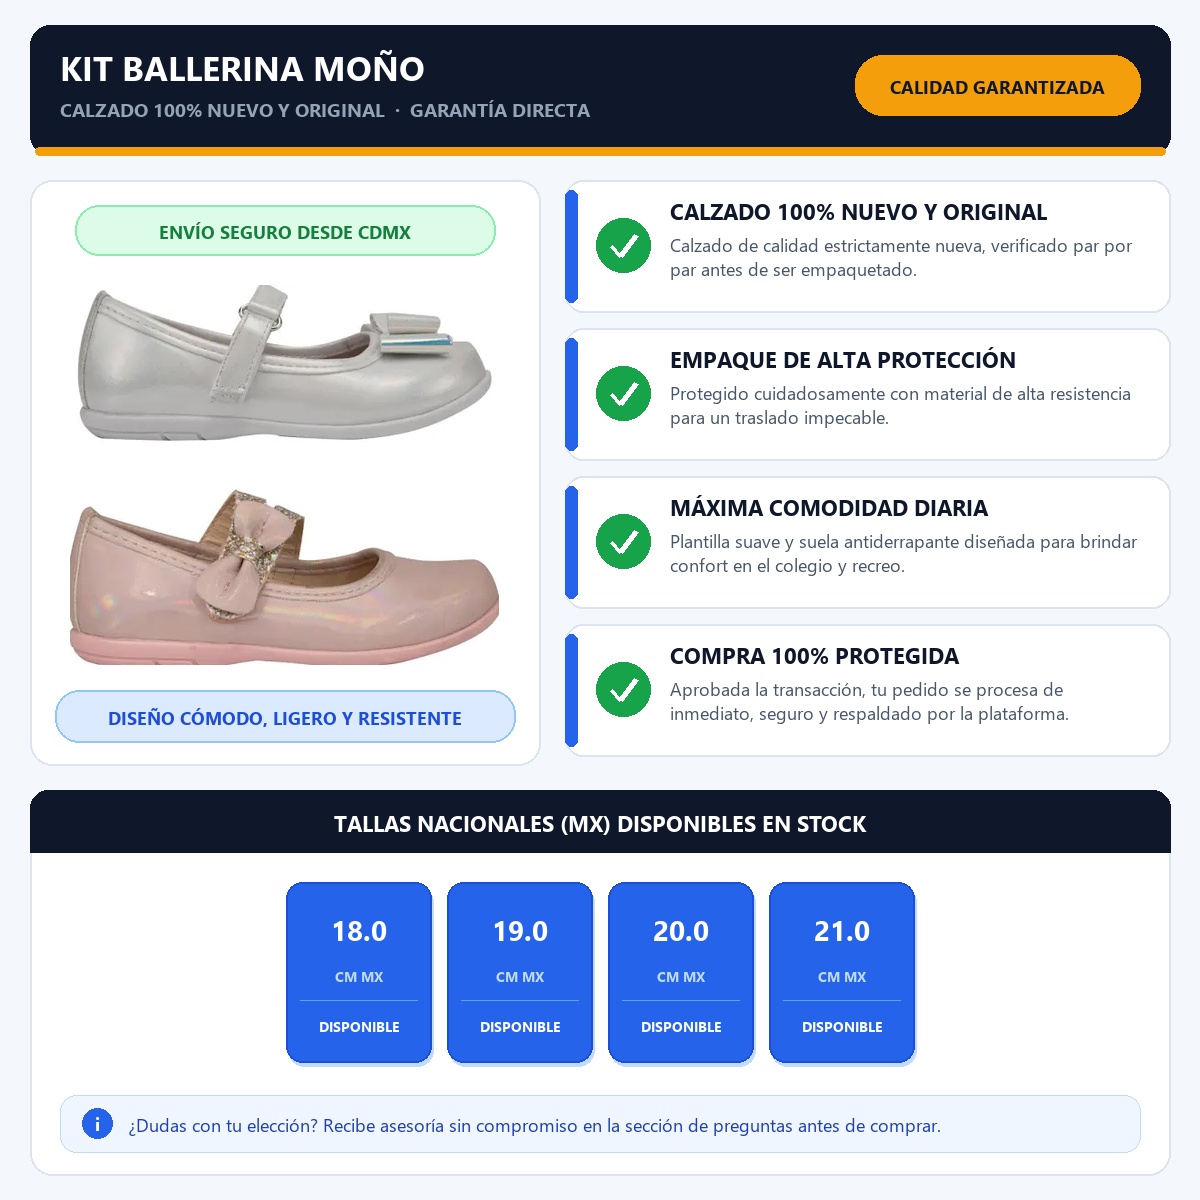 KIT BALLERINA MOÑO
CALZADO 100% NUEVO Y ORIGINAL · GARANTÍA DIRECTA
CALIDAD GARANTIZADA
ENVÍO SEGURO DESDE CDMX
DISEÑO CÓMODO, LIGERO Y RESISTENTE
CALZADO 100% NUEVO Y ORIGINAL
Calzado de calidad estrictamente nueva, verificado par por
par antes de ser empaquetado.
EMPAQUE DE ALTA PROTECCIÓN
Protegido cuidadosamente con material de alta resistencia
para un traslado impecable.
MÁXIMA COMODIDAD DIARIA
Plantilla suave y suela antiderrapante diseñada para brindar
confort en el colegio y recreo.
COMPRA 100% PROTEGIDA
Aprobada la transacción, tu pedido se procesa de
inmediato, seguro y respaldado por la plataforma.
TALLAS NACIONALES (MX) DISPONIBLES EN STOCK
18.0
CM MX
DISPONIBLE
19.0
CM MX
DISPONIBLE
20.0
CM MX
DISPONIBLE
21.0
CM MX
DISPONIBLE
¿Dudas con tu elección? Recibe asesoría sin compromiso en la sección de preguntas antes de comprar.